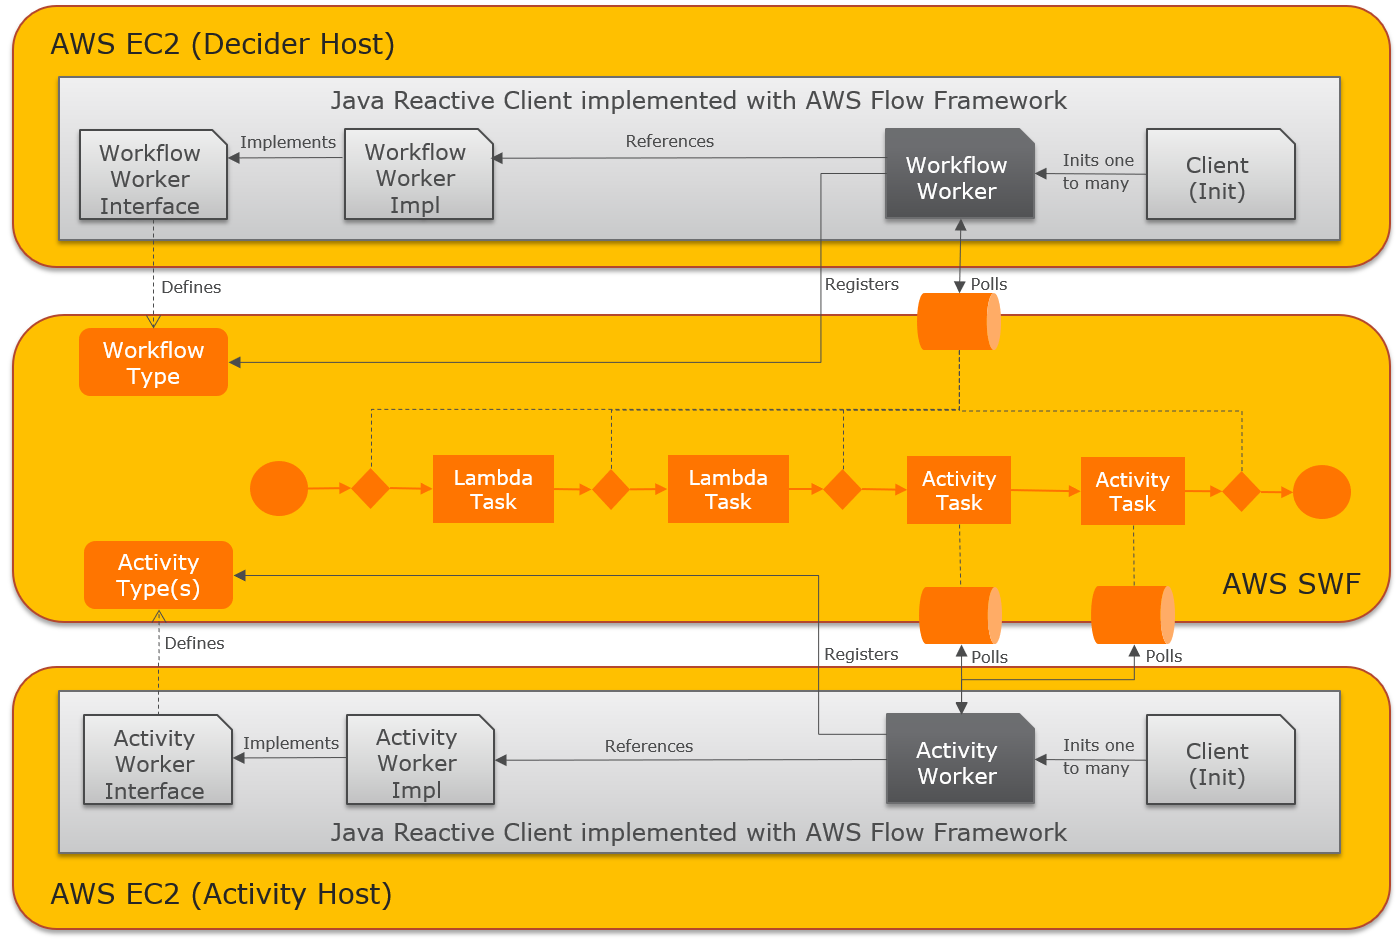 AWS EC2 (Decider Host)
Java Reactive Client implemented with AWS Flow Framework
Workflow
Worker
Interface
Implements
Workflow
Worker
Impl
References
Workflow
Worker
Inits one
to many
Client
(Init)
Defines
Registers
Polls
Workflow
Type
Lambda
Task
Lambda
Task
Activity
Task
Activity
Task
Activity
Type(s)
AWS SWF
Defines
Registers
Polls
Polls
Activity
Worker
Interface
Implements
Activity
Worker
Impl
References
Activity
Worker
Inits one
to many
Client
(Init)
Java Reactive Client implemented with AWS Flow Framework
AWS EC2 (Activity Host)